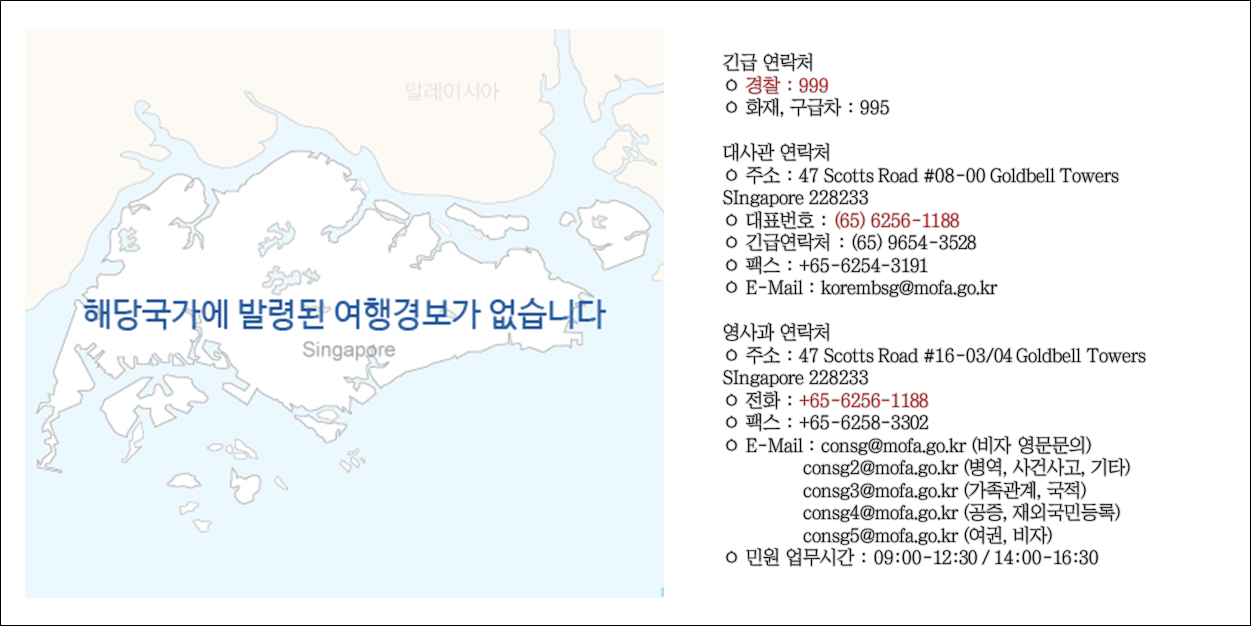 말레이시아
해당국가에 발령된 여행경보가 없습니다
Singapore
긴급 연락처
ㅇ 경찰 : 999
ㅇ 화재, 구급차 : 995
대사관 연락처
ㅇ 주소 : 47 Scotts Road #08-00 Goldbell Towers
SIngapore 228233
ㅇ 대표번호 : (65) 6256-1188
ㅇ 긴급연락처 : (65) 9654-3528
ㅇ 팩스 : +65-6254-3191
ㅇ E-Mail : korembsg@mofa.go.kr
영사과 연락처
ㅇ 주소 : 47 Scotts Road #16-03/04 Goldbell Towers
SIngapore 228233
ㅇ 전화 : +65-6256-1188
ㅇ 팩스 : +65-6258-3302
ㅇ E-Mail : consg@mofa.go.kr (비자 영문문의)
consg2@mofa.go.kr (병역, 사건사고, 기타)
consg3@mofa.go.kr (가족관계, 국적)
consg4@mofa.go.kr (공증, 재외국민등록)
consg5@mofa.go.kr (여권, 비자)
ㅇ 민원 업무시간 : 09:00-12:30 / 14:00-16:30